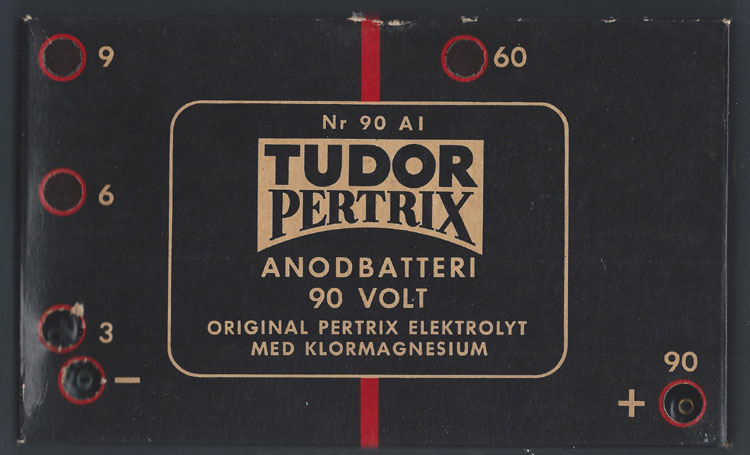 9
60
Nr 90 AI
TUDOR
PERTRIX
6
ANODBATTERI
90 VOLT
ORIGINAL PERTRIX ELEKTROLYT
MED KLORMAGNESIUM
3
−
90
+